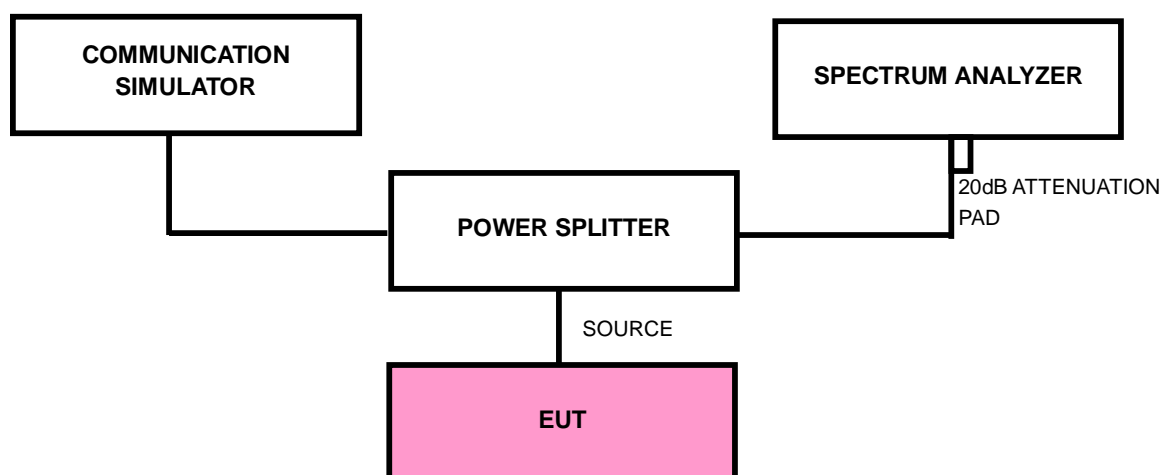 COMMUNICATION
SIMULATOR
SPECTRUM ANALYZER
20dB ATTENUATION
PAD
POWER SPLITTER
SOURCE
EUT